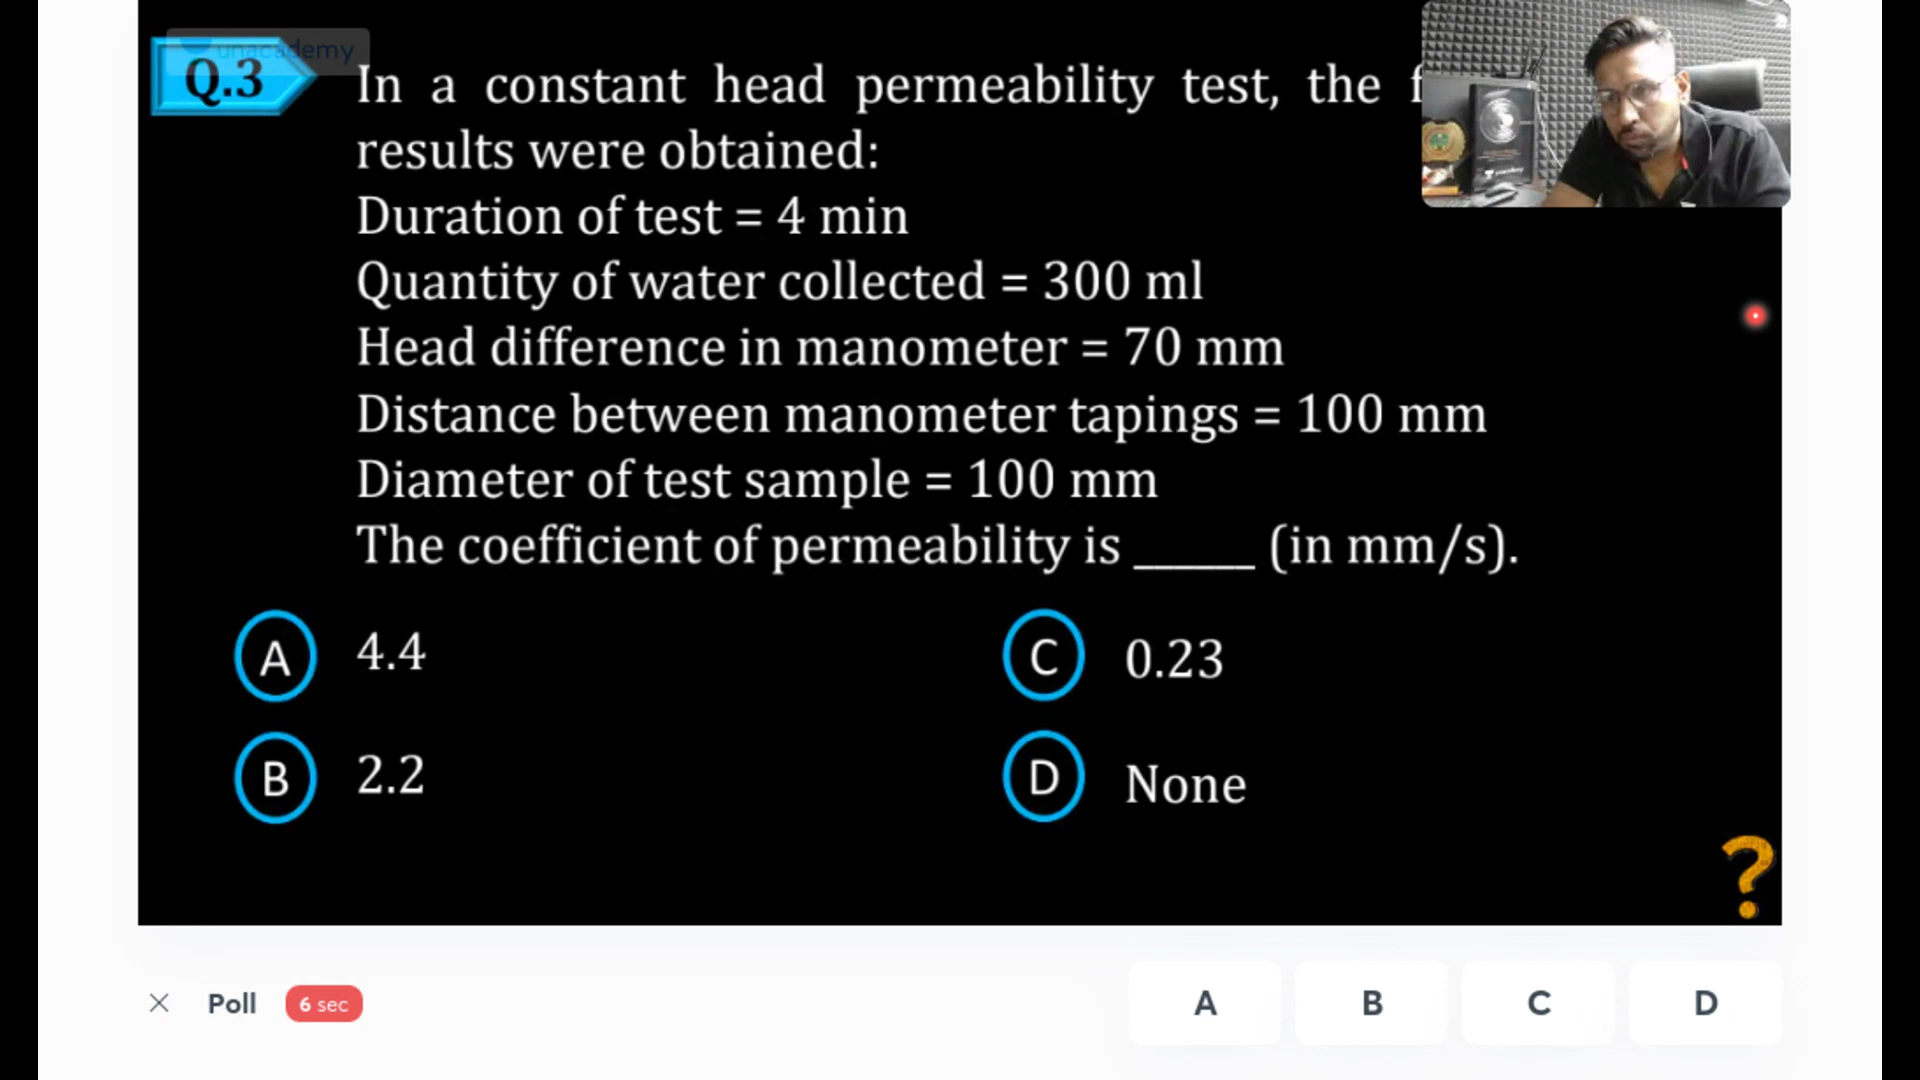 unacademy
Q.3
In a constant head permeability test, the
results were obtained:
Duration of test = 4 min
Quantity of water collected = 300 ml
Head difference in manometer = 70 mm
Distance between manometer tapings = 100 mm
Diameter of test sample = 100 mm
The coefficient of permeability is ______ (in mm/s).
A 4.4
C 0.23
B 2.2
D None
?
× Poll 6 sec A B C D